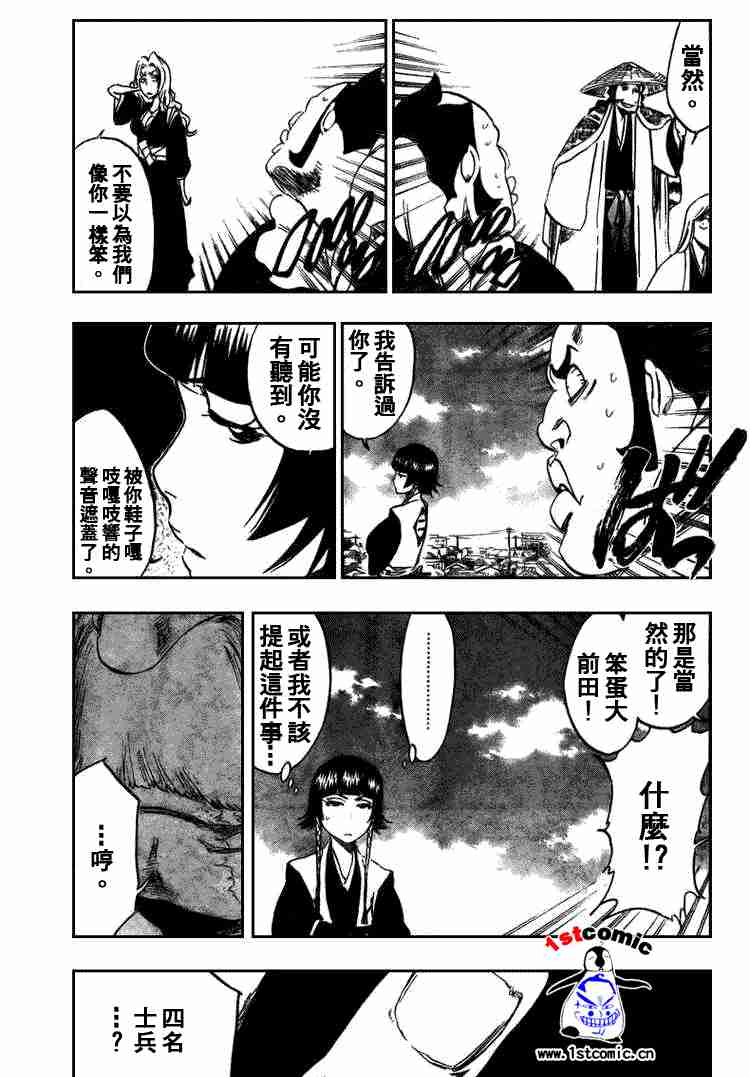 當然。
不要以為我們
像你一樣笨。
我告訴過
你了。
ばっ
可能你沒
有聽到。
被你鞋子嘎
吱嘎吱響的
聲音遮蓋了。
那是當
然的了！
笨蛋大
前田！
什麼!?
………
或者我不該
提起這件事…
…哼。
四名
士兵
…?
1stcomic
www.1stcomic.cn